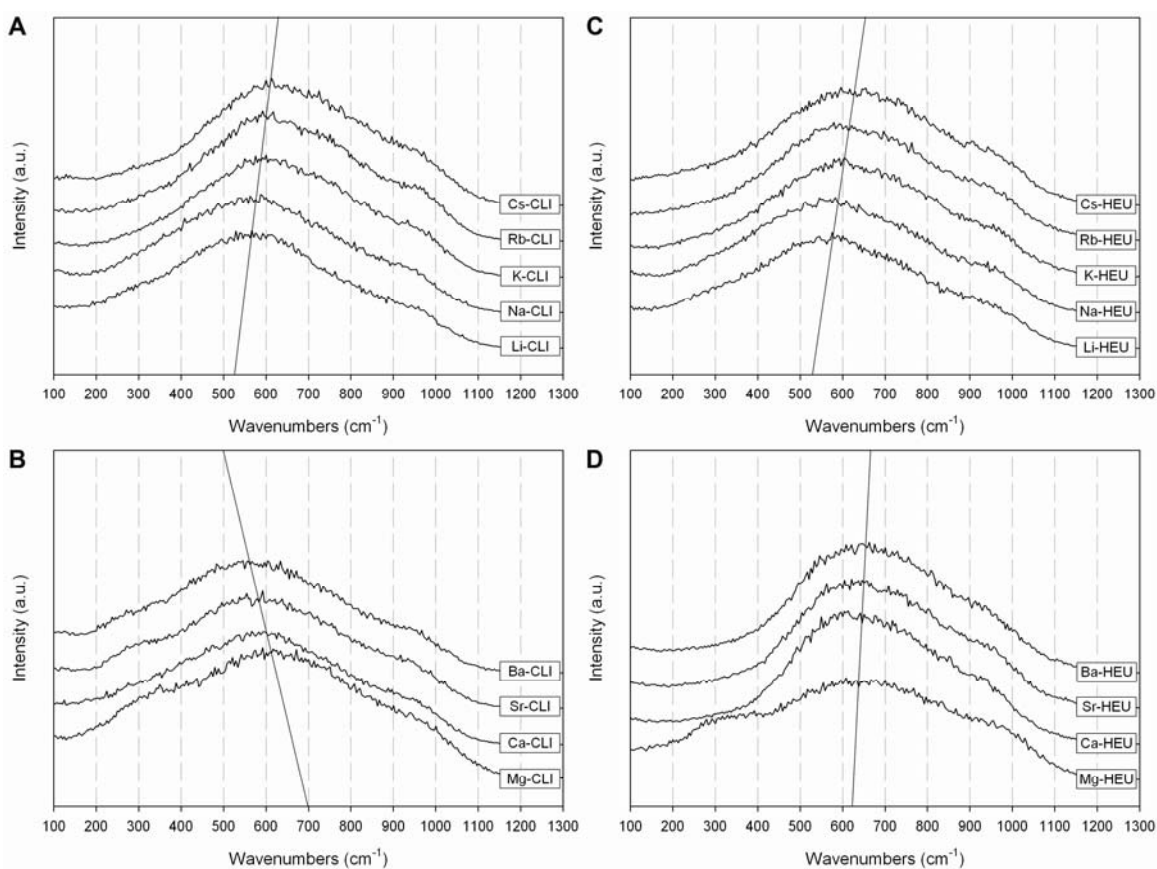 A
Intensity (a.u.)
Cs-CLI
Rb-CLI
K-CLI
Na-CLI
Li-CLI
100 200 300 400 500 600 700 800 900 1000 1100 1300
Wavenumbers (cm⁻¹)
C
Intensity (a.u.)
Cs-HEU
Rb-HEU
K-HEU
Na-HEU
Li-HEU
100 200 300 400 500 600 700 800 900 1000 1100 1300
Wavenumbers (cm⁻¹)
B
Intensity (a.u.)
Ba-CLI
Sr-CLI
Ca-CLI
Mg-CLI
100 200 300 400 500 600 700 800 900 1000 1100 1300
Wavenumbers (cm⁻¹)
D
Intensity (a.u.)
Ba-HEU
Sr-HEU
Ca-HEU
Mg-HEU
100 200 300 400 500 600 700 800 900 1000 1100 1300
Wavenumbers (cm⁻¹)